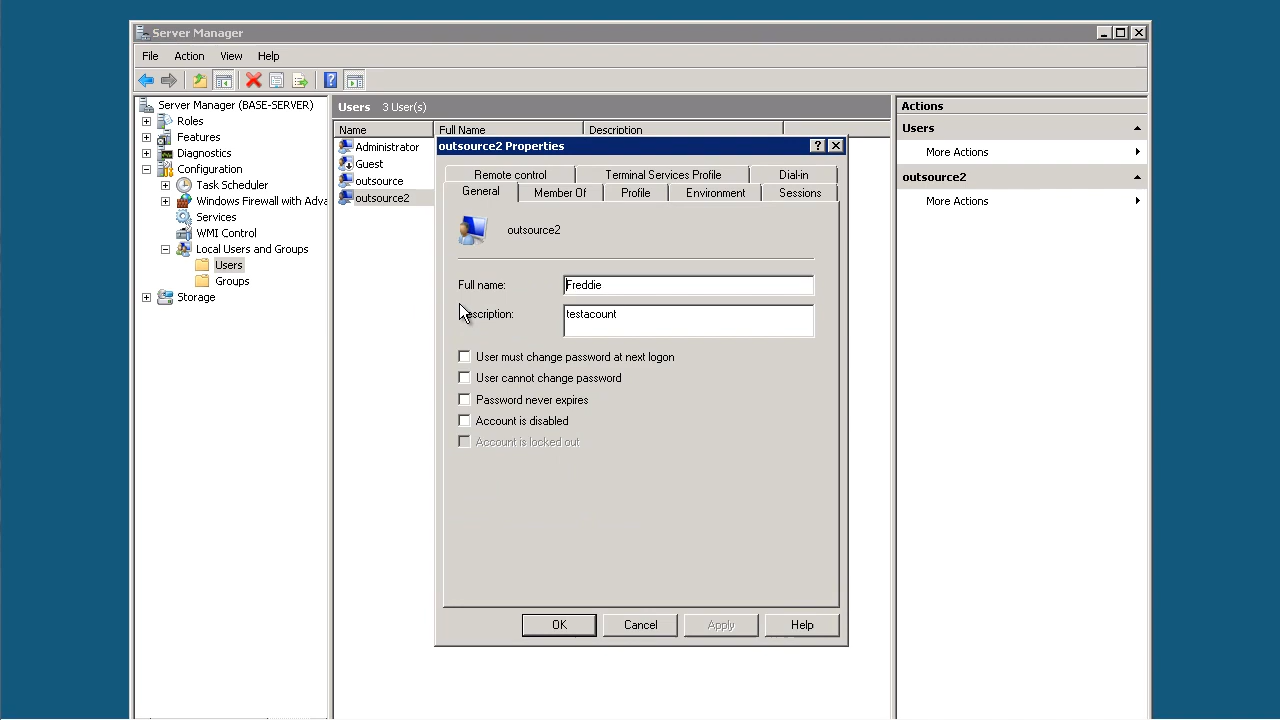 Server Manager
File Action View Help
Server Manager (BASE-SERVER)
Roles
Features
Diagnostics
Configuration
Task Scheduler
Windows Firewall with Adva
Services
WMI Control
Local Users and Groups
Users
Groups
Storage
Users 3 User(s)
Name Full Name Description
Administrator
Guest
outsource
outsource2
outsource2 Properties
Remote control Terminal Services Profile Dial-in
General Member Of Profile Environment Sessions
outsource2
Full name: Freddie
escription: testacount
User must change password at next logon
User cannot change password
Password never expires
Account is disabled
Account is locked out
OK Cancel Apply Help
Actions
Users
More Actions
outsource2
More Actions